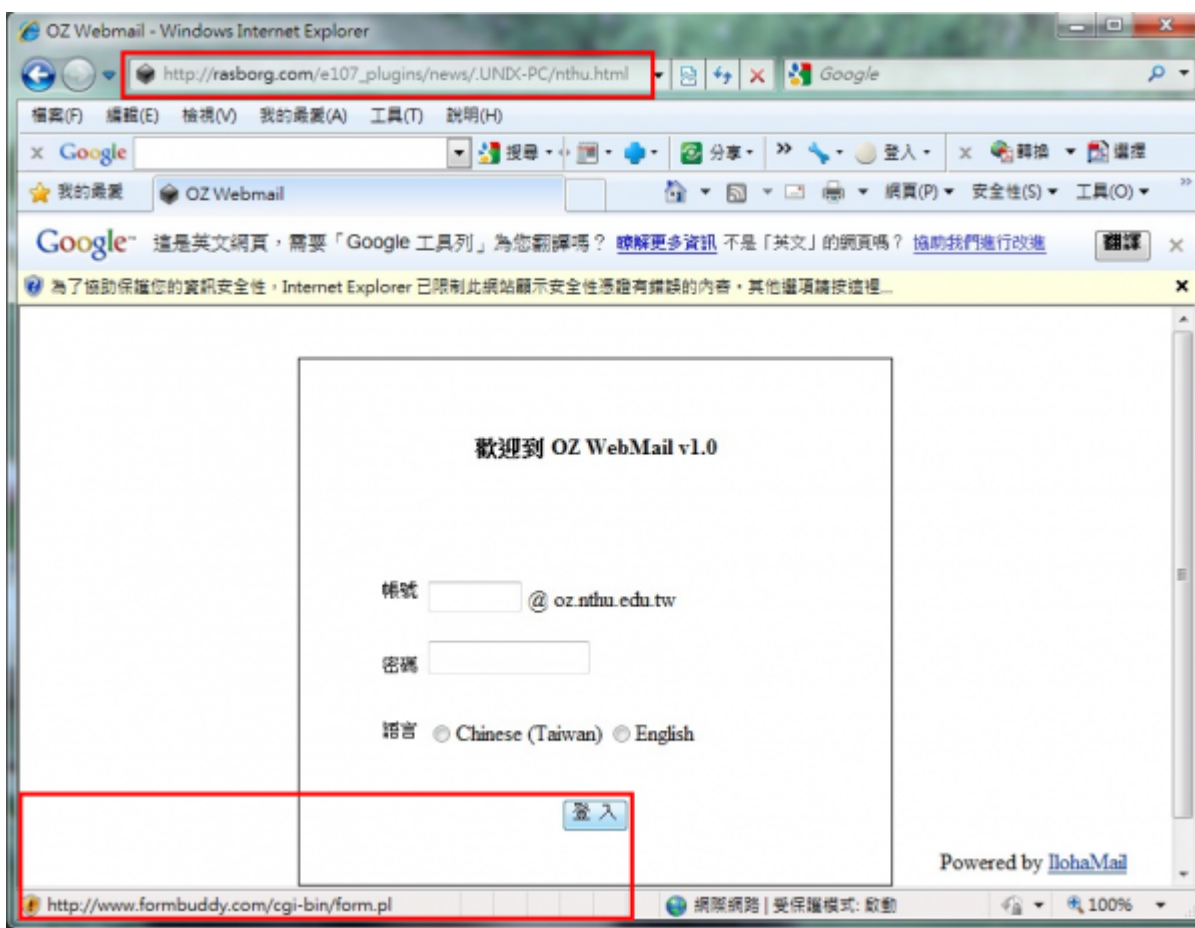 OZ Webmail - Windows Internet Explorer
http://rasborg.com/e107_plugins/news/.UNIX-PC/nthu.html
Google
檔案(F) 編輯(E) 檢視(V) 我的最愛(A) 工具(T) 說明(H)
x Google 搜尋 分享 登入 x 轉換 選擇
我的最愛 OZ Webmail 網頁(P) 安全性(S) 工具(O)
Google 這是英文網頁,需要「Google 工具列」為您翻譯嗎? 瞭解更多資訊 不是「英文」的網頁嗎? 協助我們進行改進 翻譯
為了協助保護您的資訊安全性,Internet Explorer 已限制此網站顯示安全性憑證有錯誤的內容。其他選項請按這裡...
歡迎到 OZ WebMail v1.0
帳號 @ oz.nthu.edu.tw
密碼
語言 Chinese (Taiwan) English
登 入
Powered by IlohaMail
http://www.formbuddy.com/cgi-bin/form.pl 網際網路 | 受保護模式: 啟動 100%